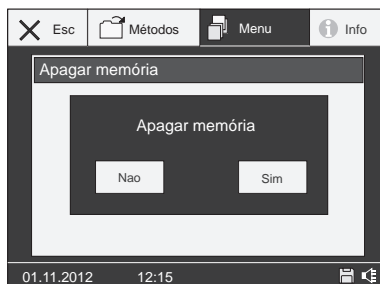 Esc Métodos Menu Info
Apagar memória
Apagar memória
Nao Sim
01.11.2012 12:15